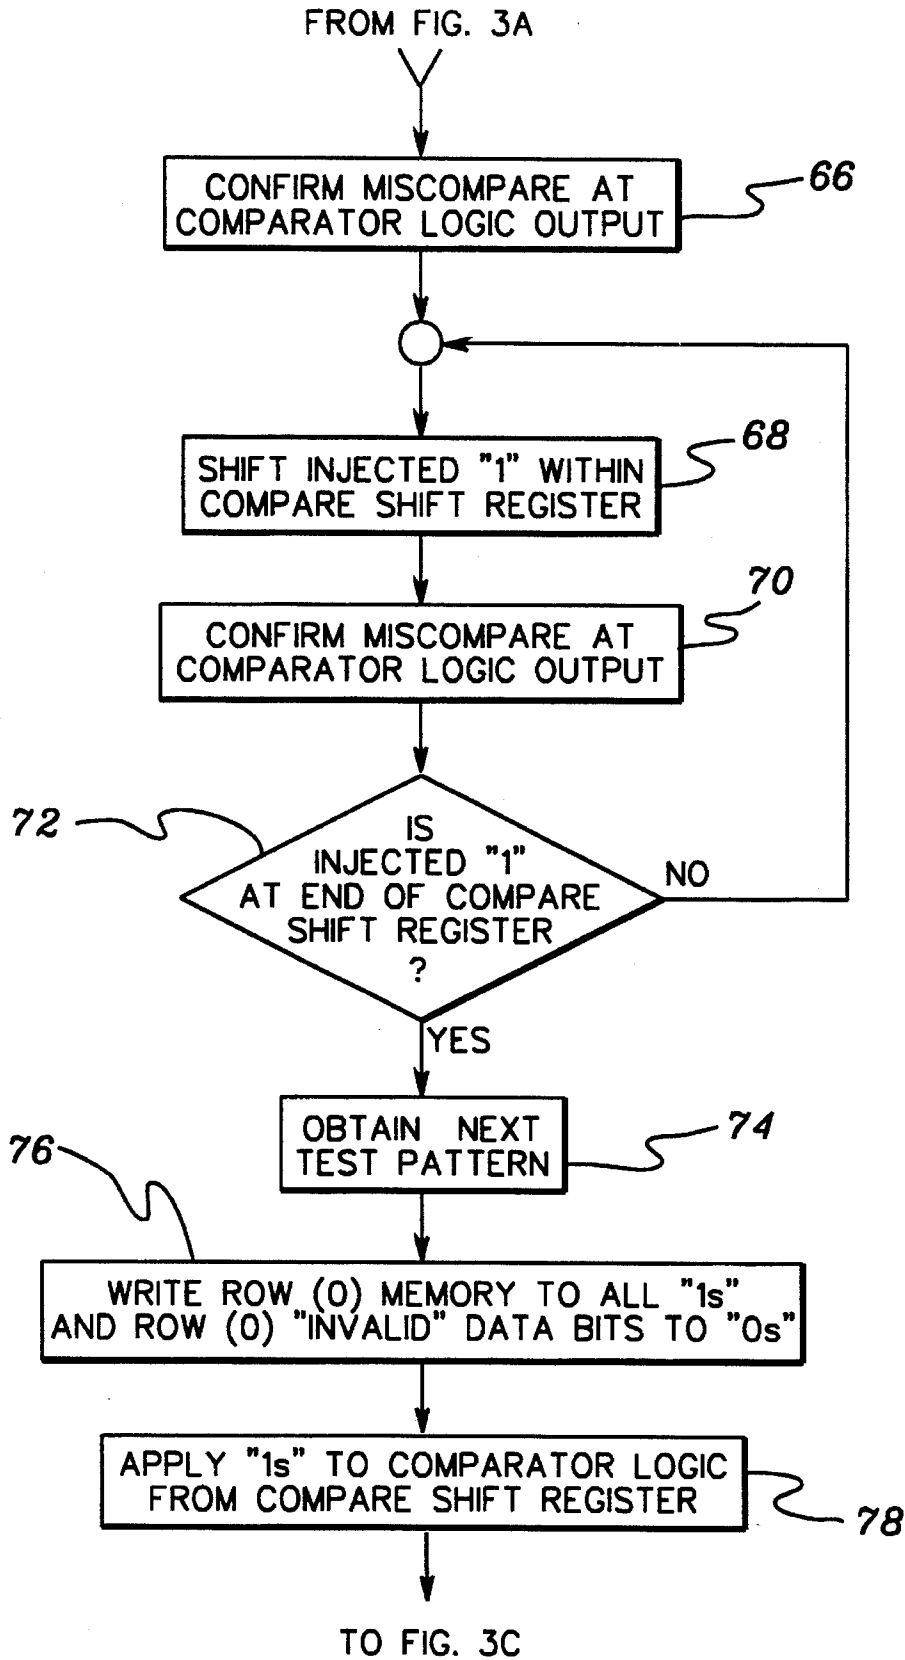 FROM FIG. 3A
CONFIRM MISCOMPARE AT
COMPARATOR LOGIC OUTPUT
66
SHIFT INJECTED "1" WITHIN
COMPARE SHIFT REGISTER
68
CONFIRM MISCOMPARE AT
COMPARATOR LOGIC OUTPUT
70
72
IS
INJECTED "1"
AT END OF COMPARE
SHIFT REGISTER
?
NO
YES
OBTAIN NEXT
TEST PATTERN
74
76
WRITE ROW (0) MEMORY TO ALL "1s"
AND ROW (0) "INVALID" DATA BITS TO "0s"
APPLY "1s" TO COMPARATOR LOGIC
FROM COMPARE SHIFT REGISTER
78
TO FIG. 3C